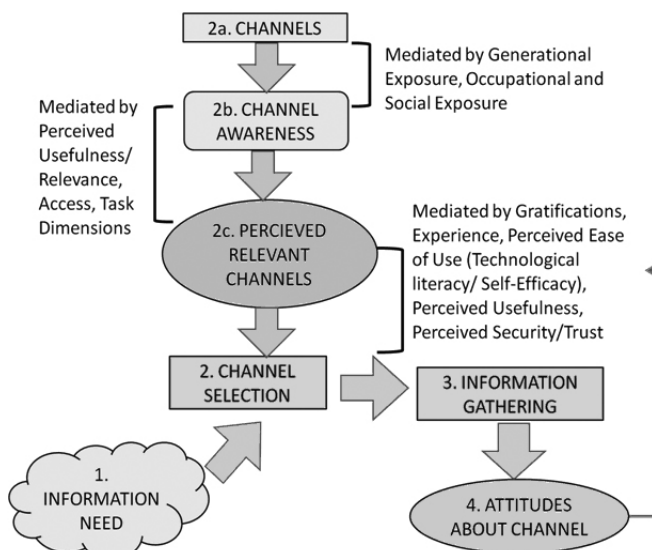 2a. CHANNELS
Mediated by Generational
Exposure, Occupational and
Social Exposure
2b. CHANNEL
AWARENESS
Mediated by
Perceived
Usefulness/
Relevance,
Access, Task
Dimensions
2c. PERCIEVED
RELEVANT
CHANNELS
Mediated by Gratifications,
Experience, Perceived Ease
of Use (Technological
literacy/ Self-Efficacy),
Perceived Usefulness,
Perceived Security/Trust
2. CHANNEL
SELECTION
3. INFORMATION
GATHERING
1.
INFORMATION
NEED
4. ATTITUDES
ABOUT CHANNEL